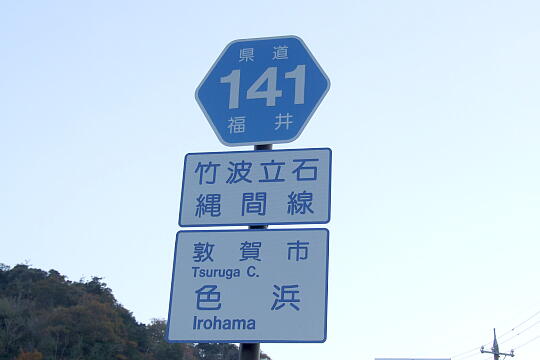 県道
141
福井
竹波立石
縄間線
敦賀市
Tsuruga C.
色浜
Irohama